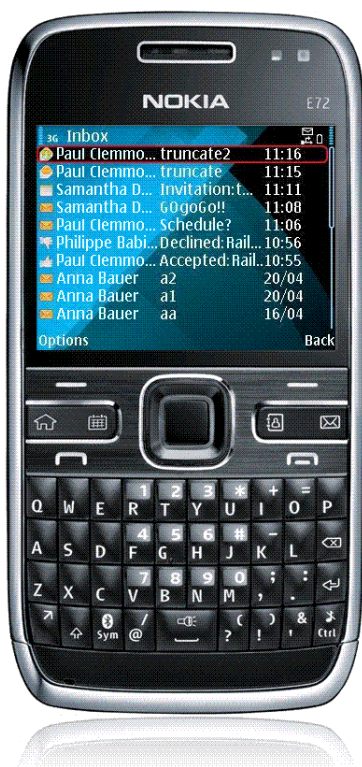 NOKIA
E72
3G Inbox
Paul Clemmo... truncate2 11:16
Paul Clemmo... truncate 11:15
Samantha D... Invitation:t... 11:11
Samantha D... G0goGo!! 11:08
Paul Clemmo... Schedule? 11:06
Philippe Babi... Declined:Rail... 10:56
Paul Clemmo... Accepted:Rail... 10:55
Anna Bauer a2 20/04
Anna Bauer a1 20/04
Anna Bauer aa 16/04
Options Back
1 2 3 * + =
Q W E R T Y U I O P
4 5 6 # -
A S D F G H J K L
7 8 9 0 ; :
Z X C V B N M , .
/ ( ) &
Sym @ ? ! ' Ctrl